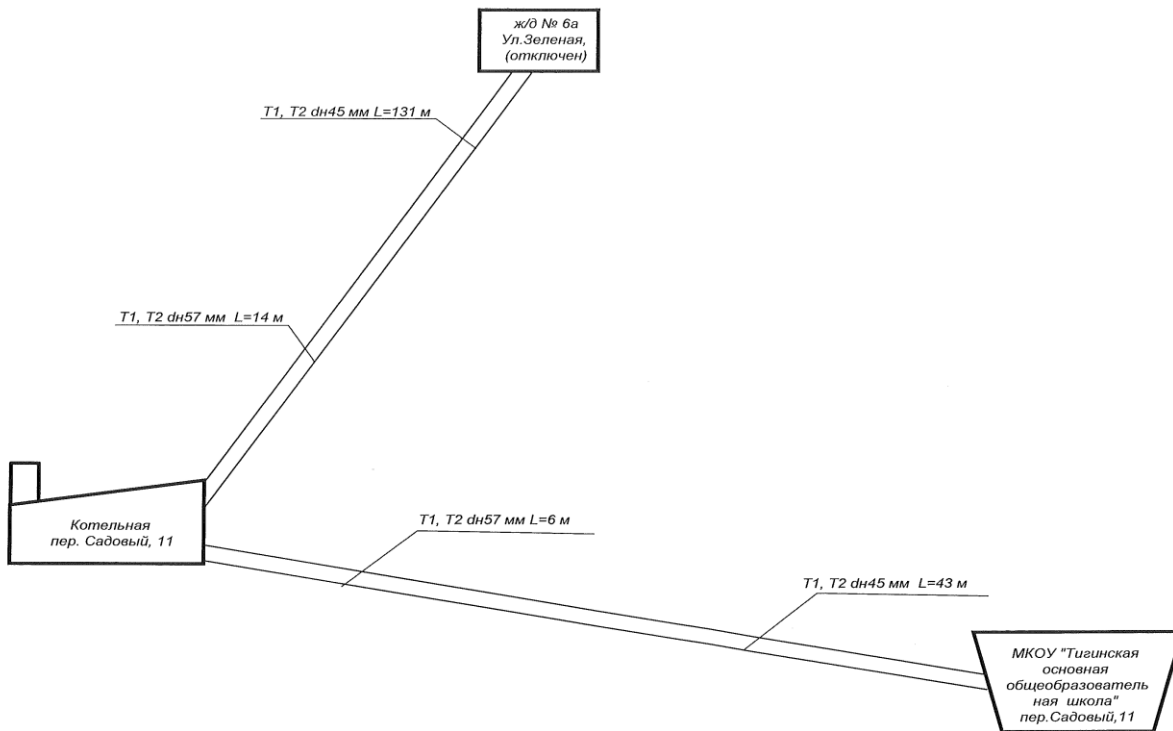 ж/д № 6а
Ул.Зеленая,
(отключен)
Т1, Т2 dн45 мм L=131 м
Т1, Т2 dн57 мм L=14 м
Котельная
пер. Садовый, 11
Т1, Т2 dн57 мм L=6 м
Т1, Т2 dн45 мм L=43 м
МКОУ "Тигинская
основная
общеобразователь
ная школа"
пер.Садовый,11